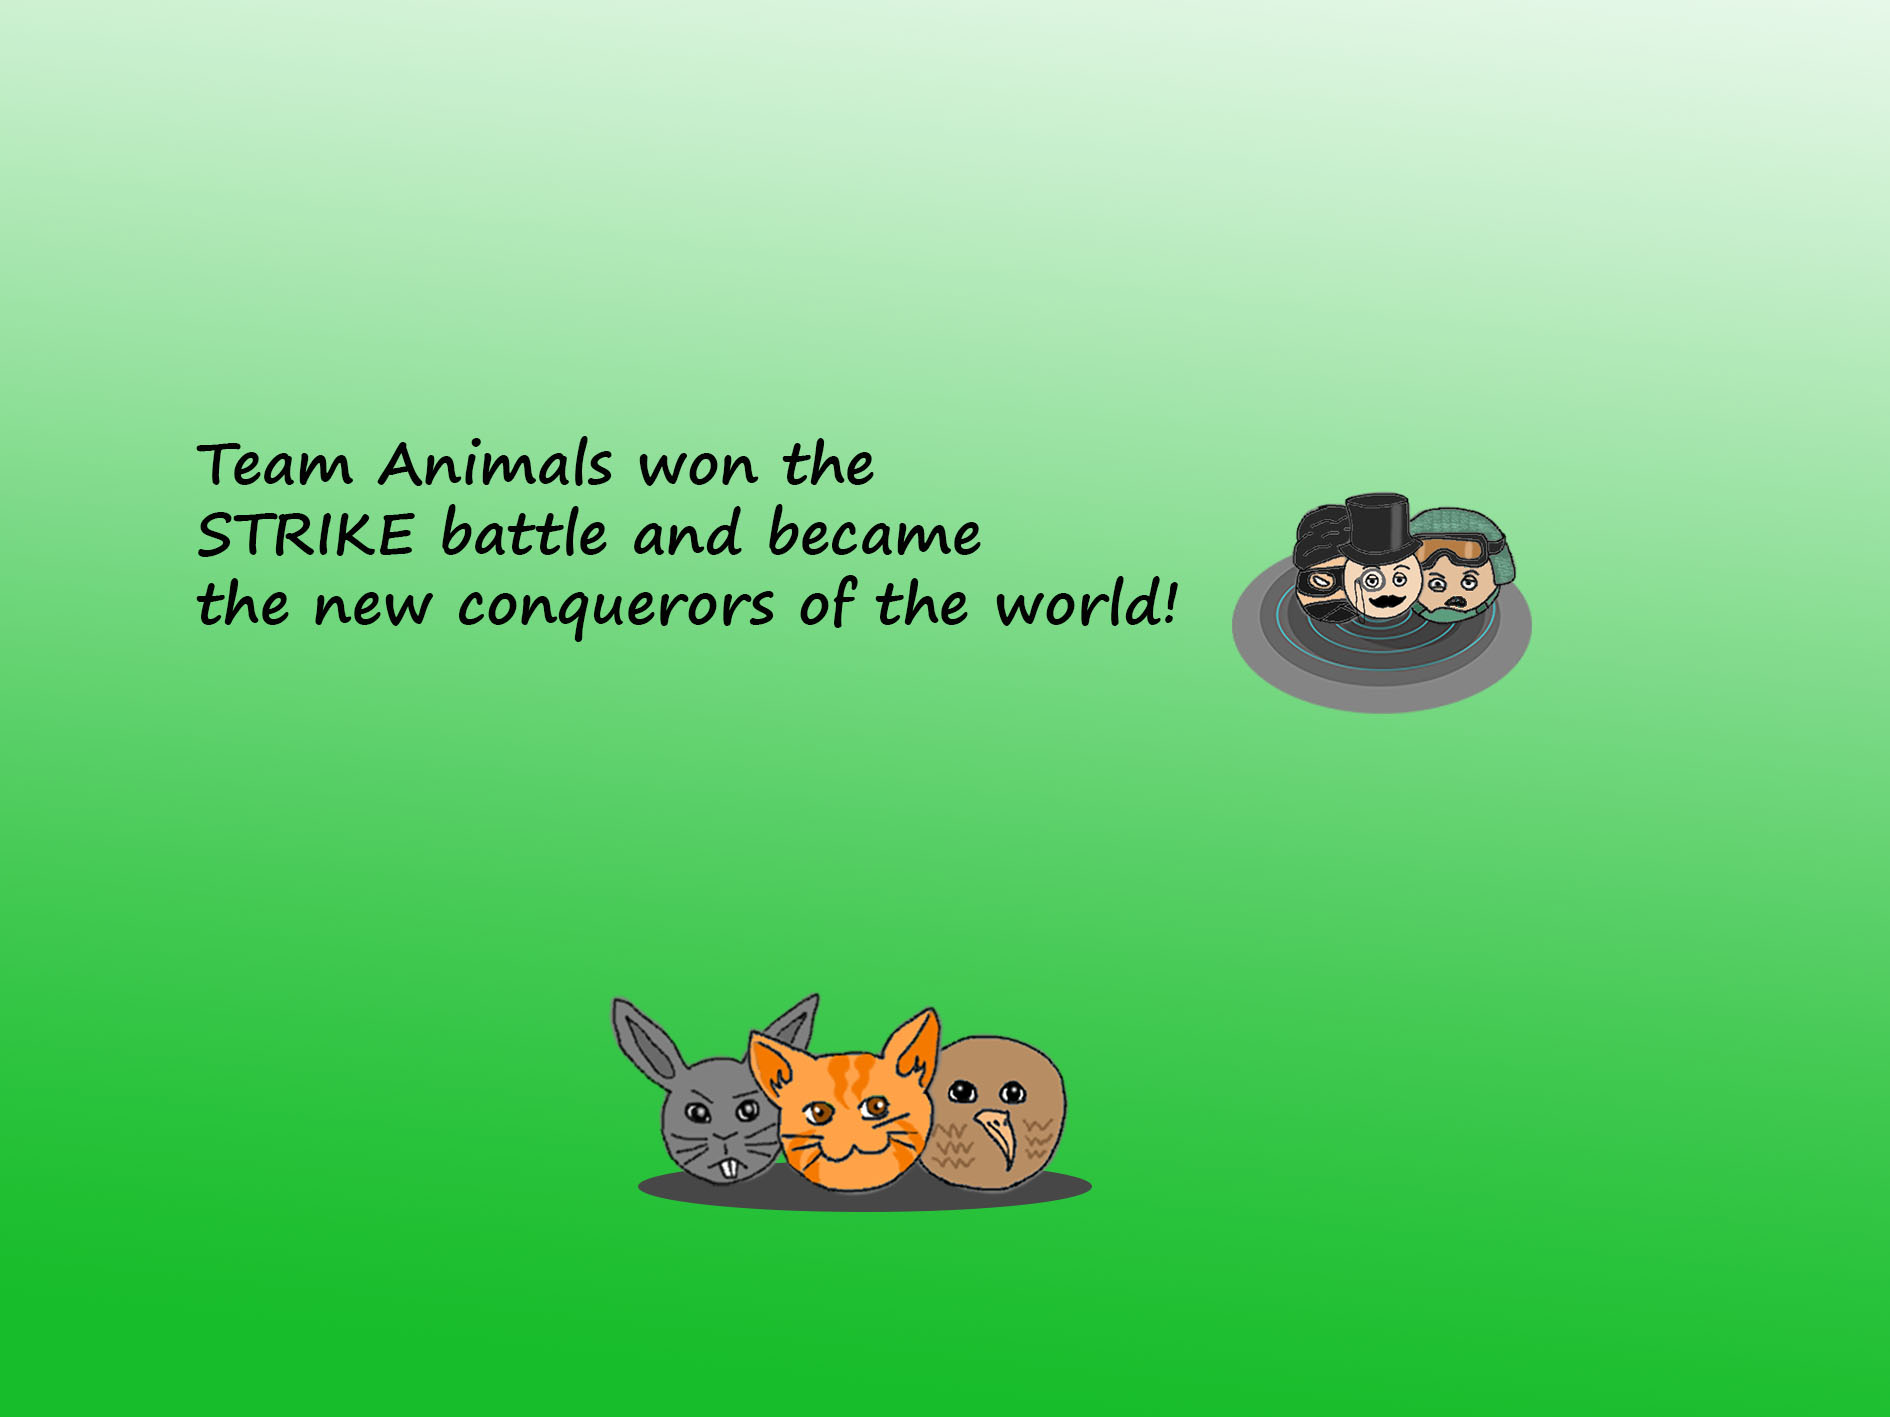 Team Animals won the
STRIKE battle and became
the new conquerors of the world!